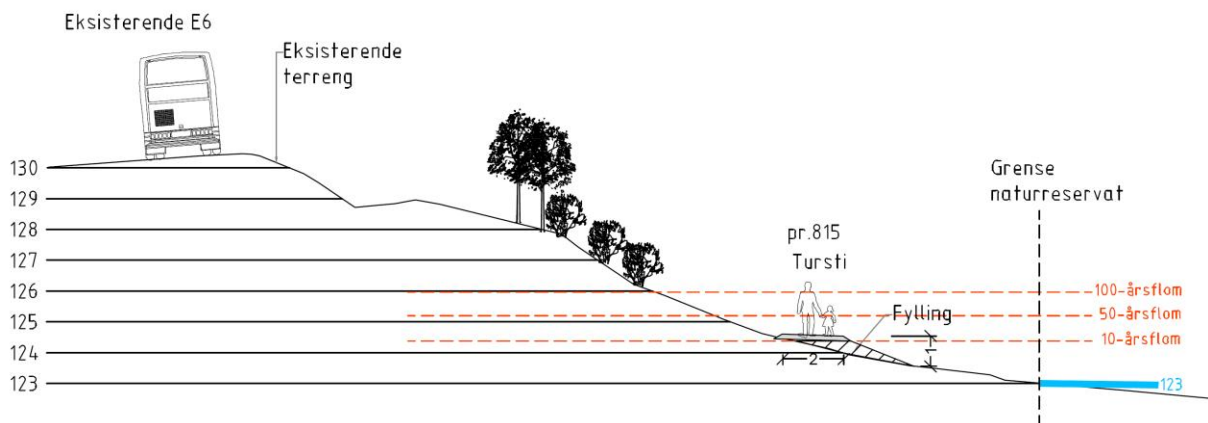 Eksisterende E6
Eksisterende
terreng
130
129
128
127
126
125
124
123
pr.815
Tursti
Fylling
2
1
Grense
naturreservat
100-årsflom
50-årsflom
10-årsflom
123